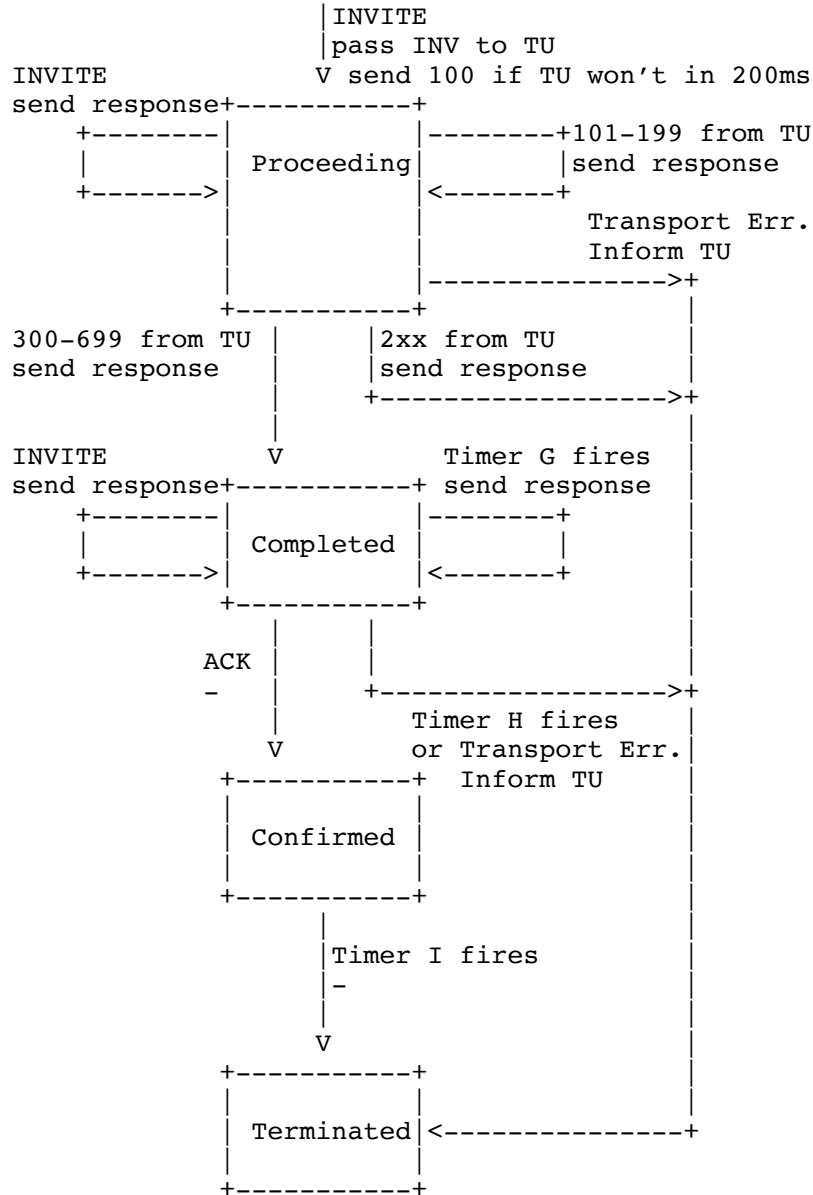 INVITE
pass INV to TU
INVITE V send 100 if TU won't in 200ms
send response
101-199 from TU
Proceeding send response
Transport Err.
Inform TU
300-699 from TU 2xx from TU
send response send response
INVITE V Timer G fires
send response send response
Completed
ACK
-
Timer H fires
V or Transport Err.
Inform TU
Confirmed
Timer I fires
-
V
Terminated